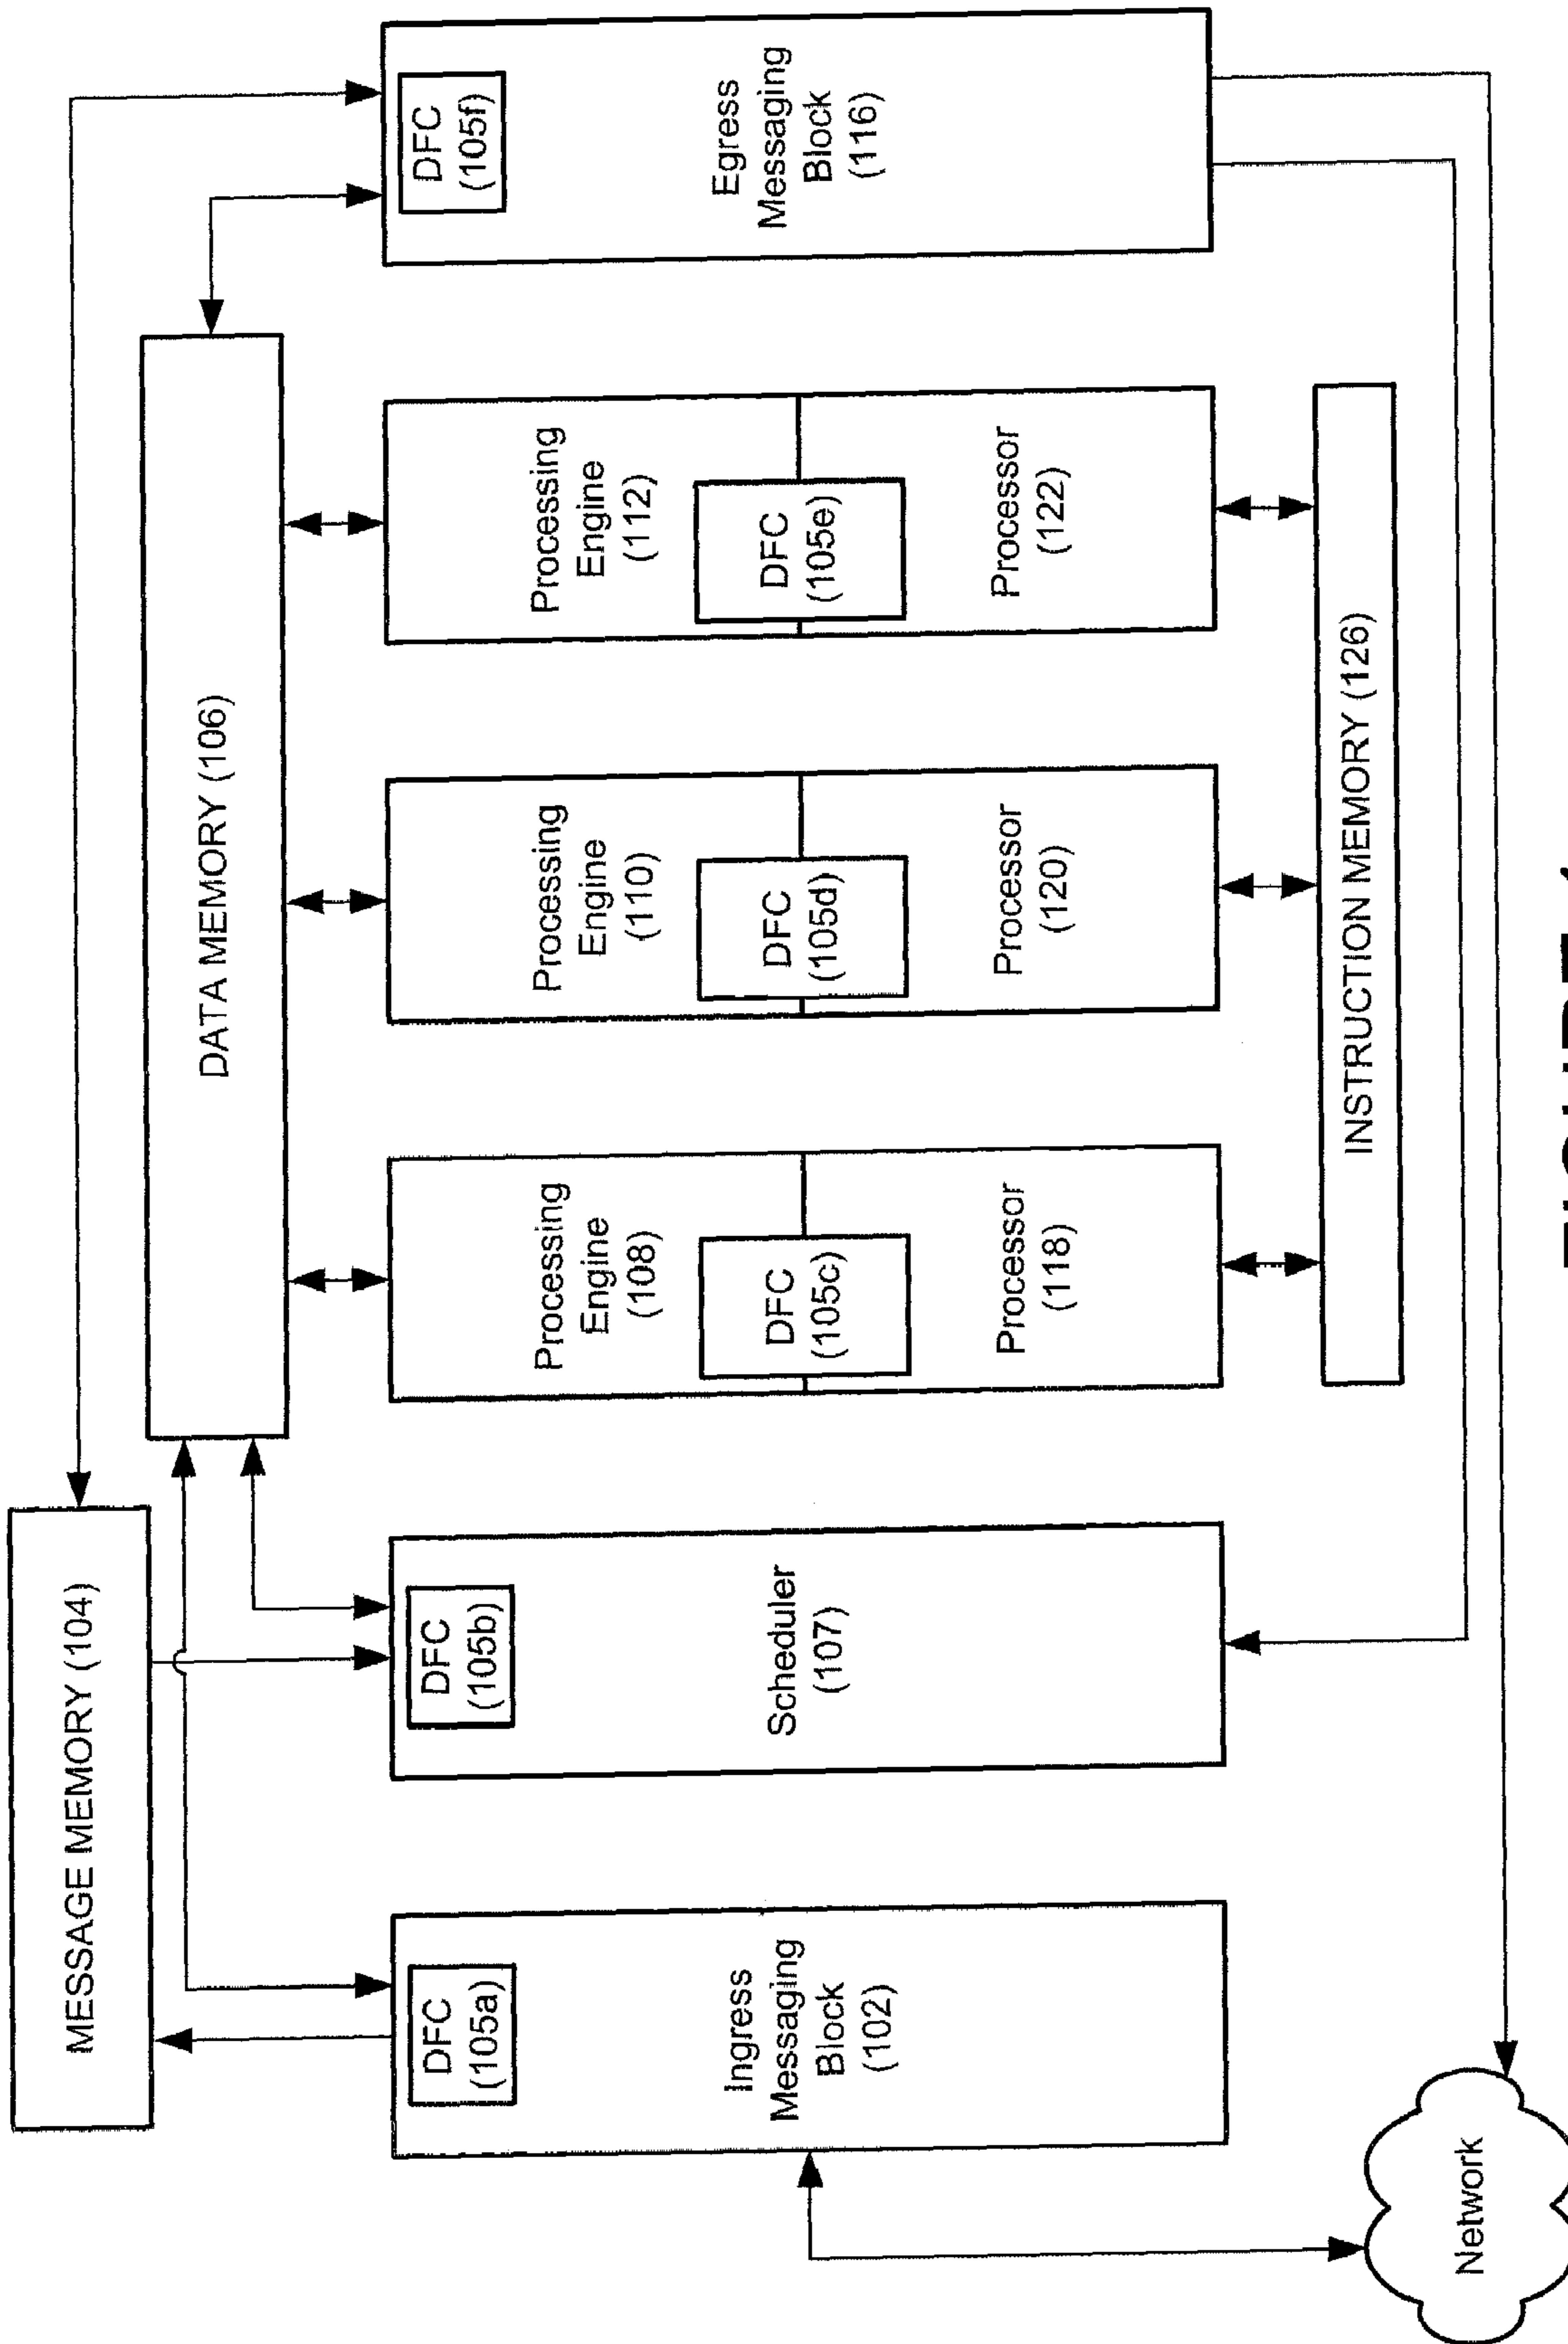 MESSAGE MEMORY (104)
DATA MEMORY (106)
DFC
(105a)
Ingress
Messaging
Block
(102)
DFC
(105b)
Scheduler
(107)
Processing
Engine
(108)
DFC
(105c)
Processor
(118)
Processing
Engine
(110)
DFC
(105d)
Processor
(120)
Processing
Engine
(112)
DFC
(105e)
Processor
(122)
DFC
(105f)
Egress
Messaging
Block
(116)
INSTRUCTION MEMORY (126)
Network